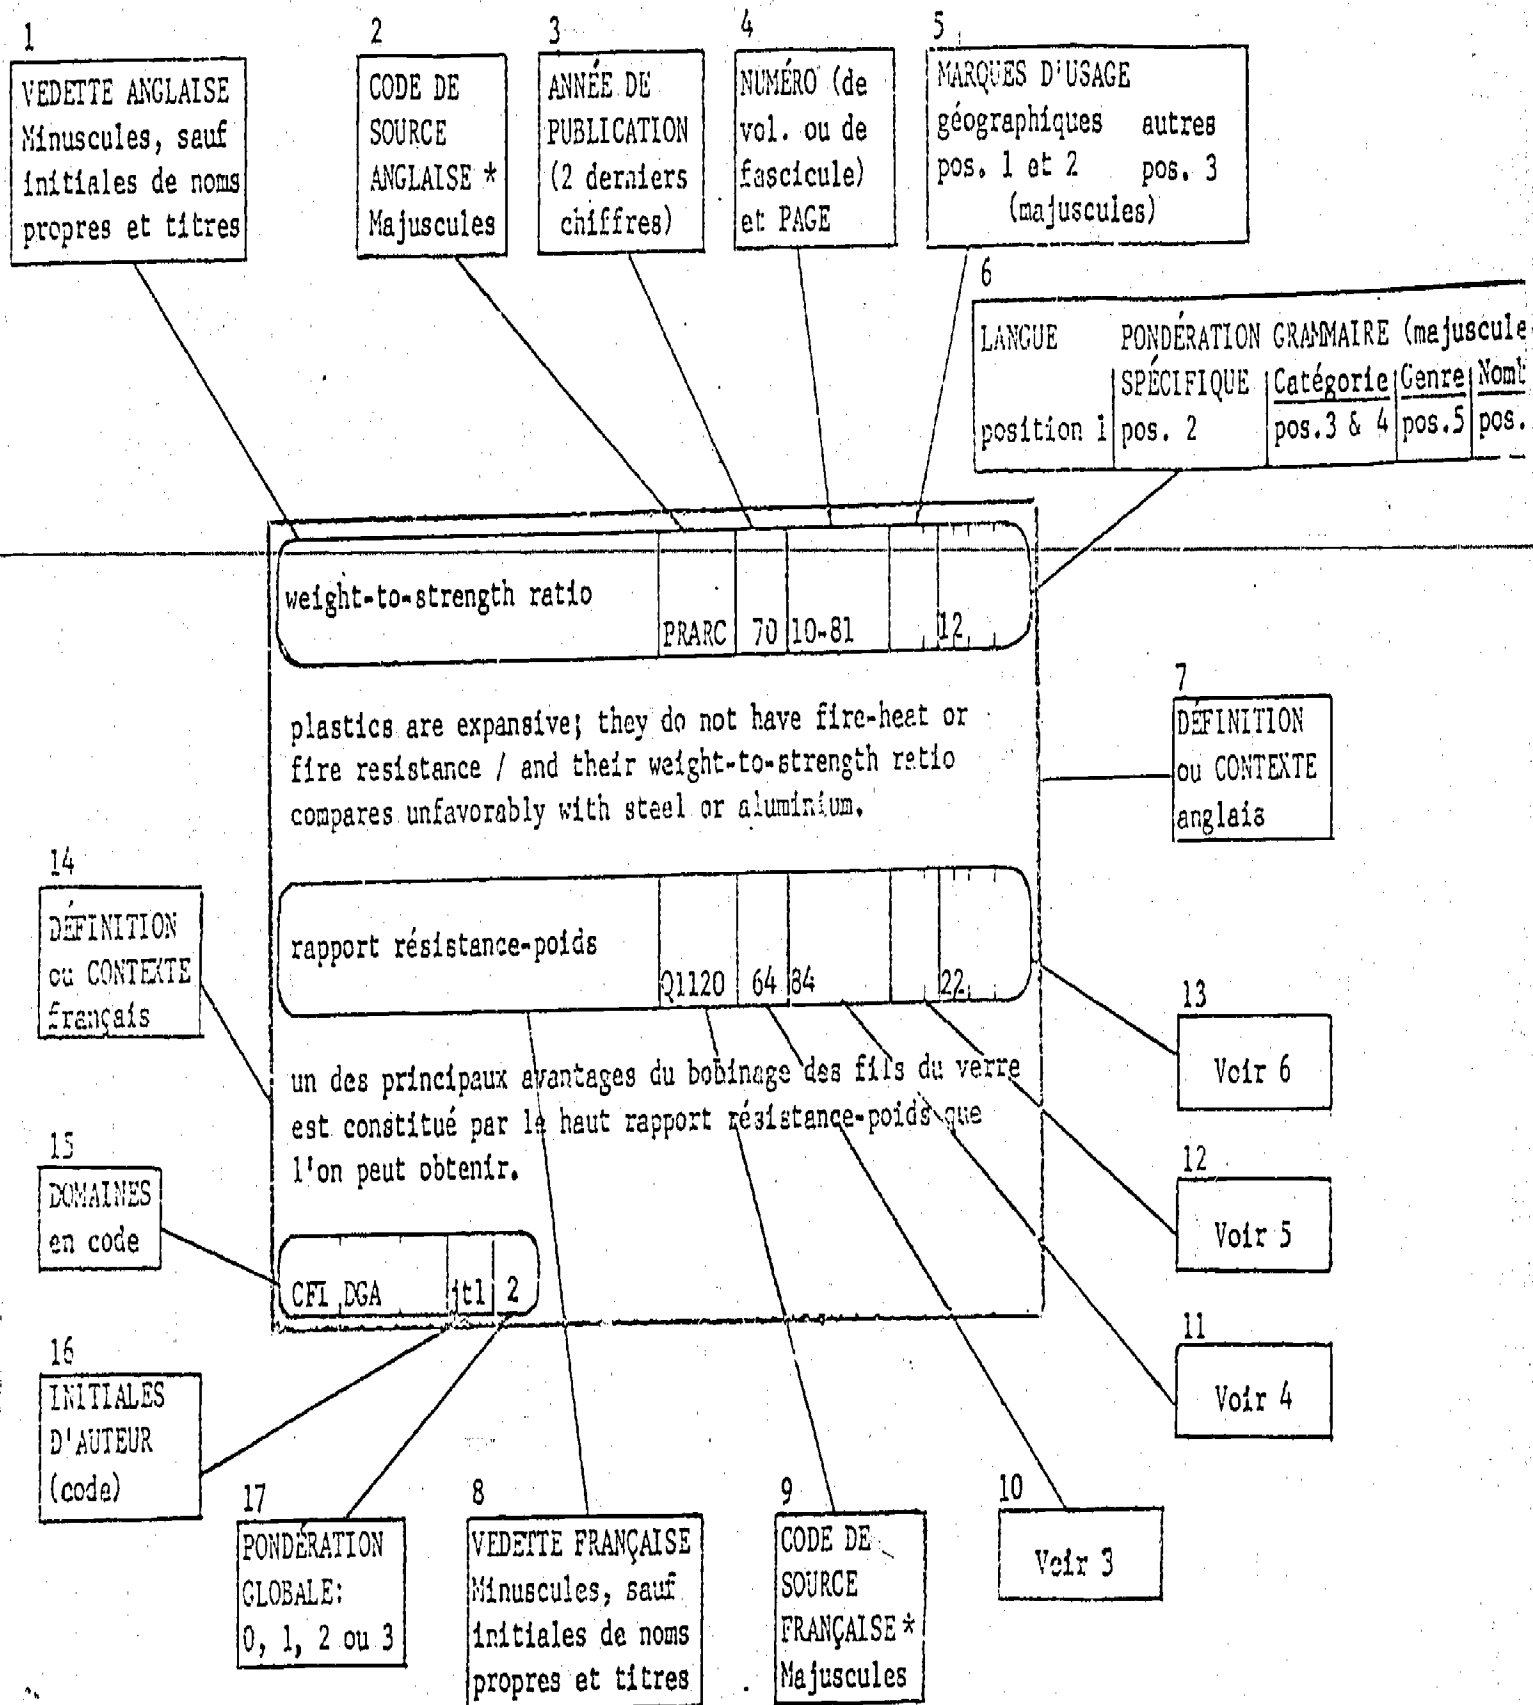 1
VEDETTE ANGLAISE
Minuscules, sauf
initiales de noms
propres et titres
2
CODE DE
SOURCE
ANGLAISE *
Majuscules
3
ANNÉE DE
PUBLICATION
(2 derniers
chiffres)
4
NUMÉRO (de
vol. ou de
fascicule)
et PAGE
5
MARQUES D'USAGE
géographiques autres
pos. 1 et 2 pos. 3
(majuscules)
6
LANGUE PONDÉRATION GRAMMAIRE (majuscule
SPÉCIFIQUE Catégorie Genre Nomb
position 1 pos. 2 pos.3 & 4 pos.5 pos.
weight-to-strength ratio
PRARC 70 10-81 12
plastics are expansive; they do not have fire-heat or
fire resistance / and their weight-to-strength ratio
compares unfavorably with steel or aluminium.
7
DÉFINITION
ou CONTEXTE
anglais
14
DÉFINITION
ou CONTEXTE
français
rapport résistance-poids
Q1120 64 84 22
un des principaux avantages du bobinage des fils du verre
est constitué par le haut rapport résistance-poids que
l'on peut obtenir.
13
Voir 6
12
Voir 5
15
DOMAINES
en code
CFI DGA jtl 2
11
Voir 4
16
INITIALES
D'AUTEUR
(code)
17
PONDÉRATION
GLOBALE:
0, 1, 2 ou 3
8
VEDETTE FRANÇAISE
Minuscules, sauf
initiales de noms
propres et titres
9
CODE DE
SOURCE
FRANÇAISE *
Majuscules
10
Voir 3